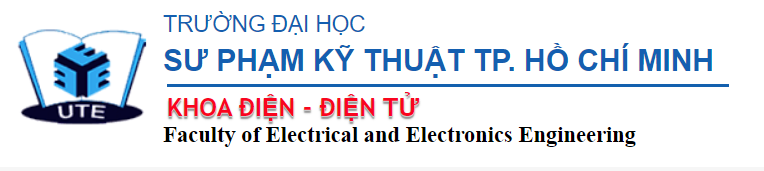 UTE
TRƯỜNG ĐẠI HỌC
SƯ PHẠM KỸ THUẬT TP. HỒ CHÍ MINH
KHOA ĐIỆN - ĐIỆN TỬ
Faculty of Electrical and Electronics Engineering